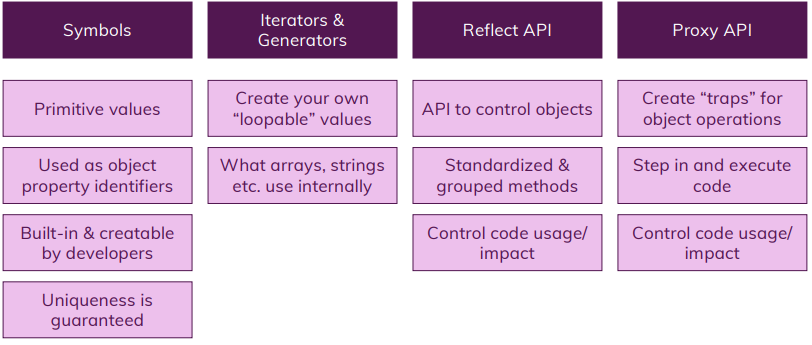 Symbols
Primitive values
Used as object
property identifiers
Built-in & creatable
by developers
Uniqueness is
guaranteed
Iterators &
Generators
Create your own
“loopable” values
What arrays, strings
etc. use internally
Reflect API
API to control objects
Standardized &
grouped methods
Control code usage/
impact
Proxy API
Create “traps” for
object operations
Step in and execute
code
Control code usage/
impact